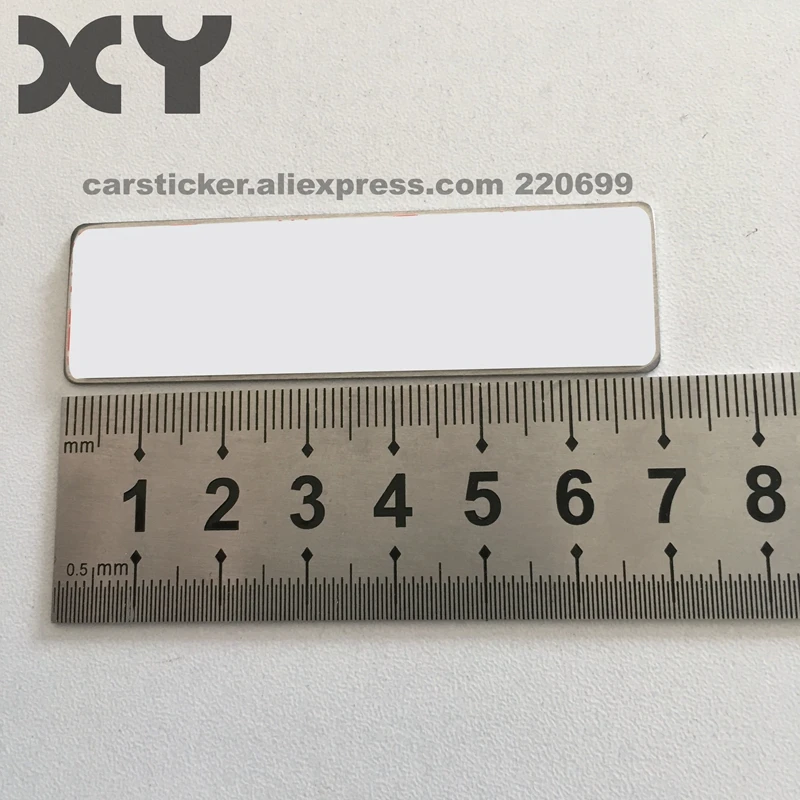 XY
carsticker.aliexpress.com 220699
mm
1 2 3 4 5 6 7 8
0.5 mm